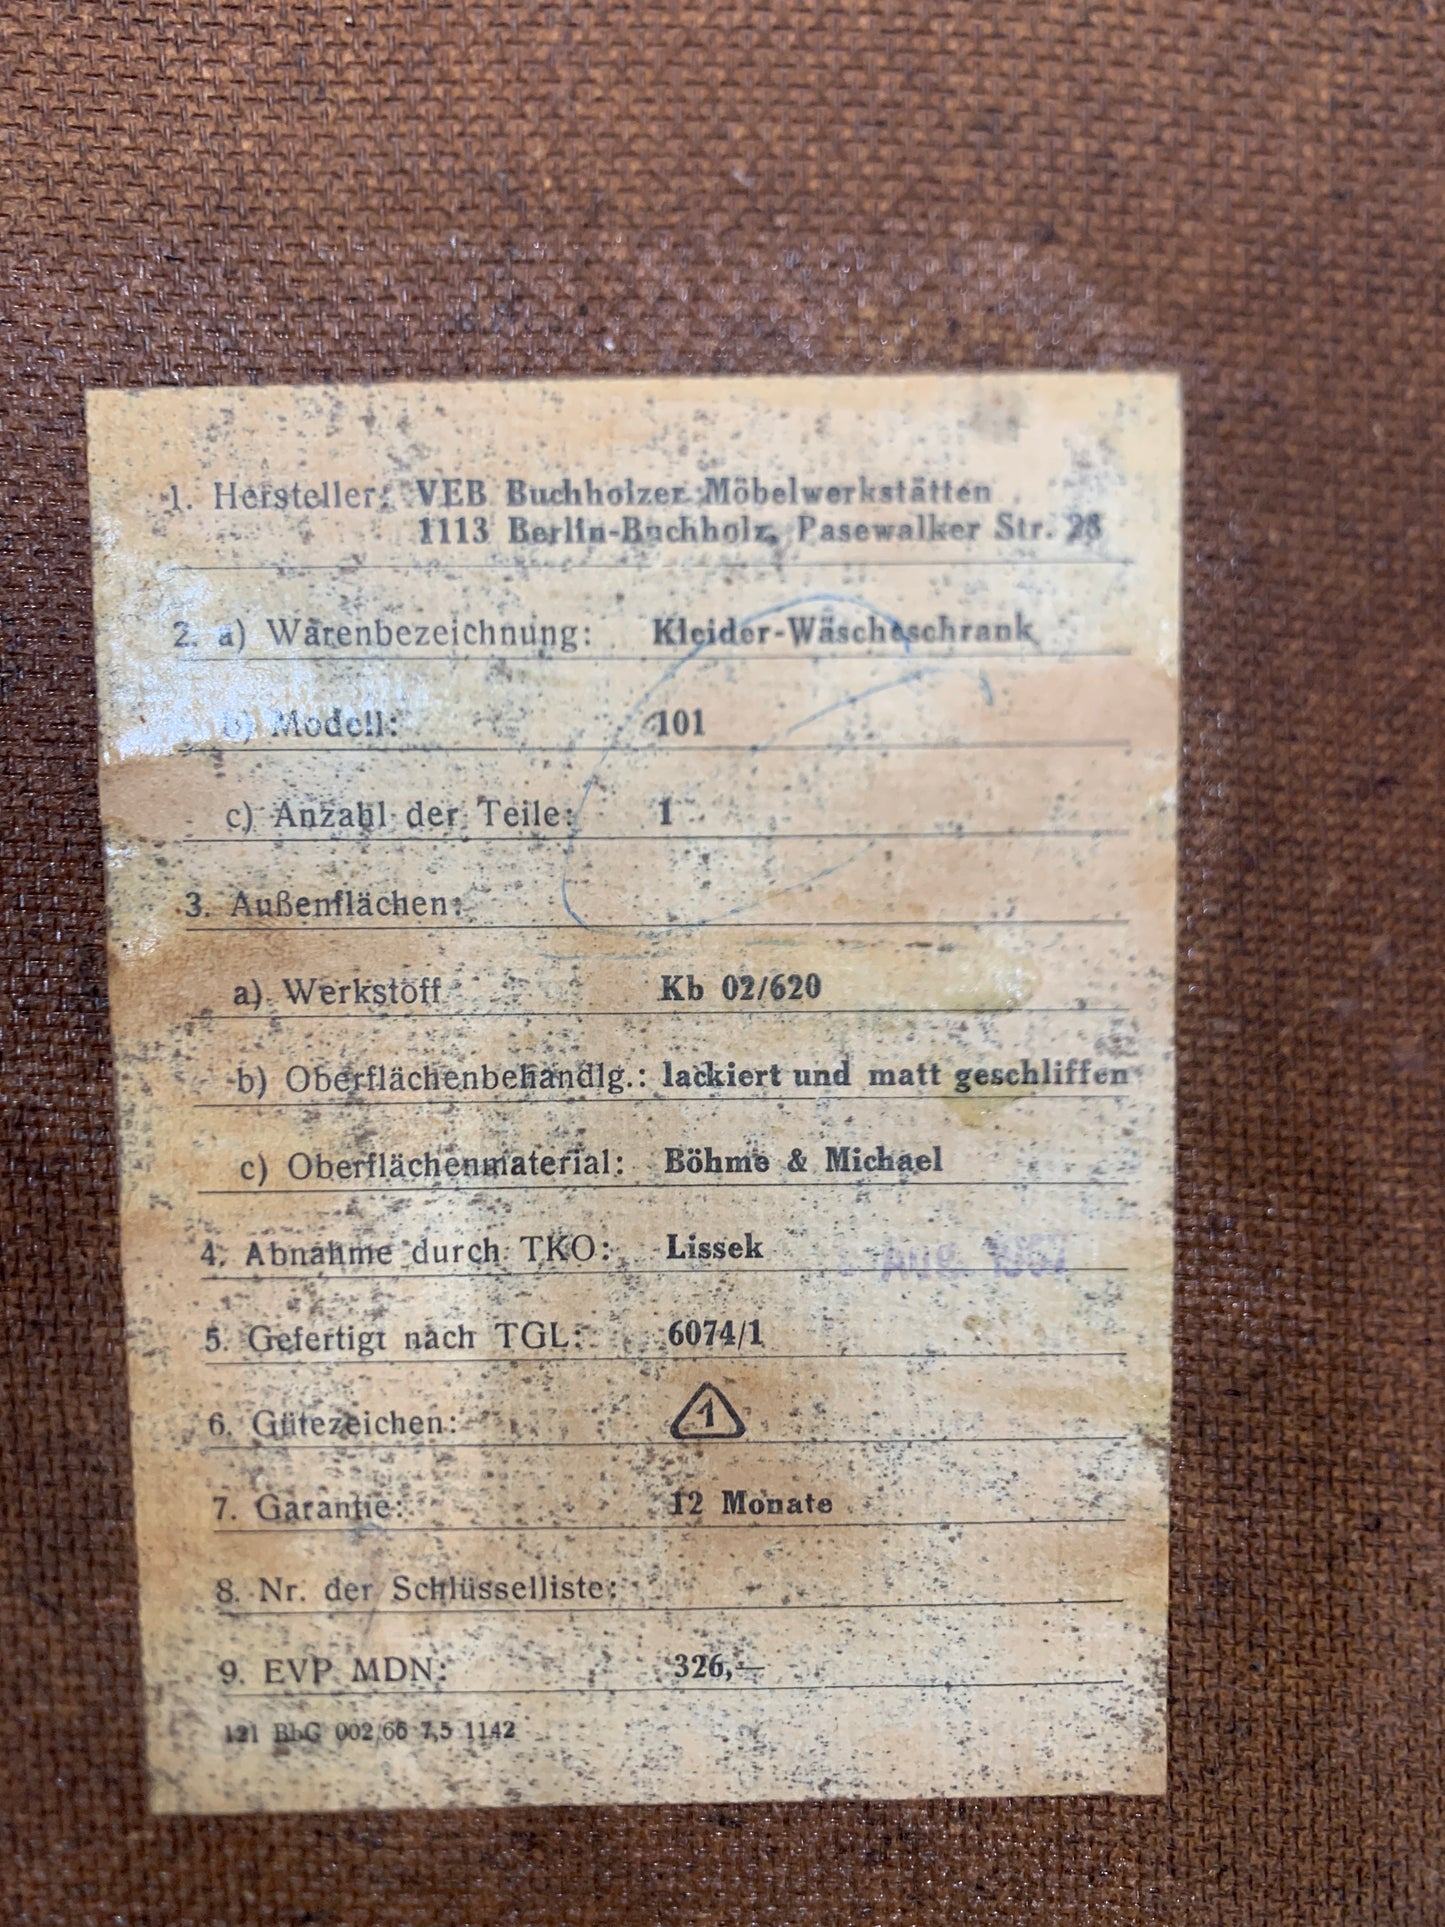 1. Hersteller: VEB Buchholzer Möbelwerkstätten
1113 Berlin-Buchholz, Pasewalker Str. 28
2. a) Warenbezeichnung: Kleider-Wäscheschrank
b) Modell: 101
c) Anzahl der Teile: 1
3. Außenflächen:
a) Werkstoff Kb 02/620
b) Oberflächenbehandlg.: lackiert und matt geschliffen
c) Oberflächenmaterial: Böhme & Michael
4. Abnahme durch TKO: Lissek Aug. 1967
5. Gefertigt nach TGL: 6074/1
6. Gütezeichen: 1
7. Garantie: 12 Monate
8. Nr. der Schlüsselliste:
9. EVP MDN: 326,—
121 BbG 002/66 7,5 1142